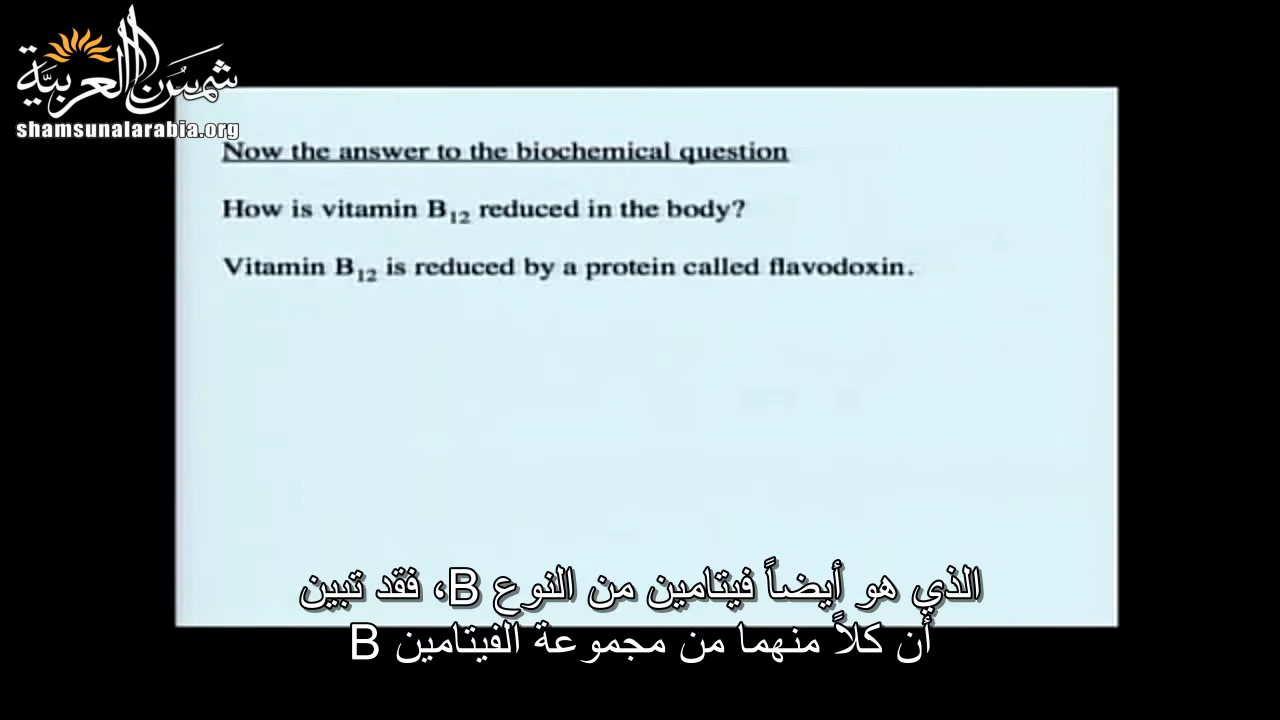 شمس العربية
shamsunalarabia.org
Now the answer to the biochemical question
How is vitamin B₁₂ reduced in the body?
Vitamin B₁₂ is reduced by a protein called flavodoxin.
الذي هو أيضاً فيتامين من النوع B، فقد تبين
أن كلاً منهما من مجموعة الفيتامين B